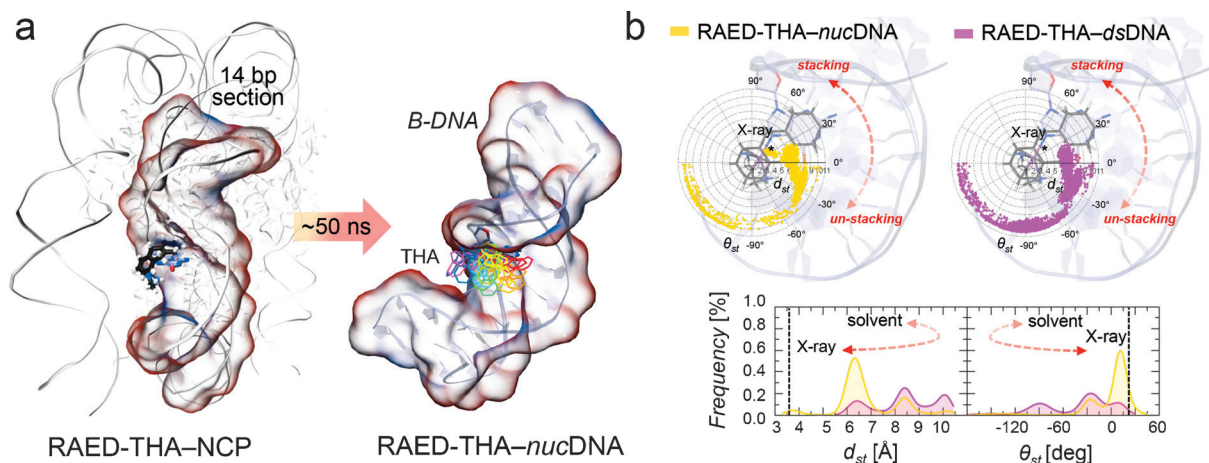 a
14 bp
section
B-DNA
~50 ns
THA
RAED-THA–NCP
RAED-THA–nucDNA
b
RAED-THA–nucDNA
RAED-THA–dsDNA
stacking
90°
60°
30°
X-ray
*
0°
d_st
-30°
un-stacking
-60°
-90°
θ_st
stacking
90°
60°
30°
X-ray
*
0°
d_st
-30°
un-stacking
-60°
-90°
θ_st
Frequency [%]
1.0
0.8
0.6
0.4
0.2
0.0
solvent
X-ray
3 4 5 6 7 8 9 10
d_st [Å]
solvent
X-ray
-120 -60 0 60
θ_st [deg]